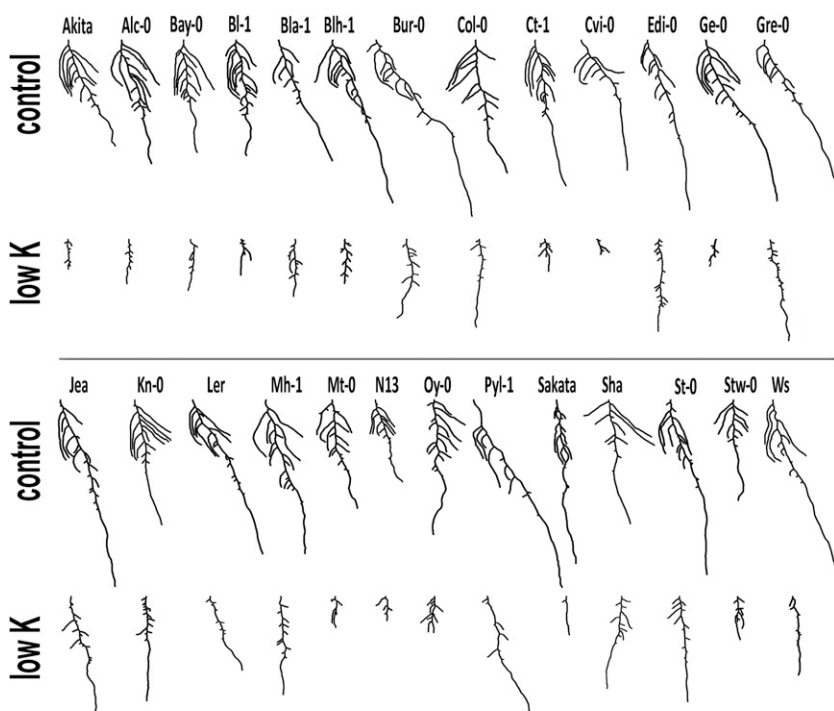 Akita Alc-0 Bay-0 Bl-1 Bla-1 Blh-1 Bur-0 Col-0 Ct-1 Cvi-0 Edi-0 Ge-0 Gre-0
control
low K
Jea Kn-0 Ler Mh-1 Mt-0 N13 Oy-0 Pyl-1 Sakata Sha St-0 Stw-0 Ws
control
low K